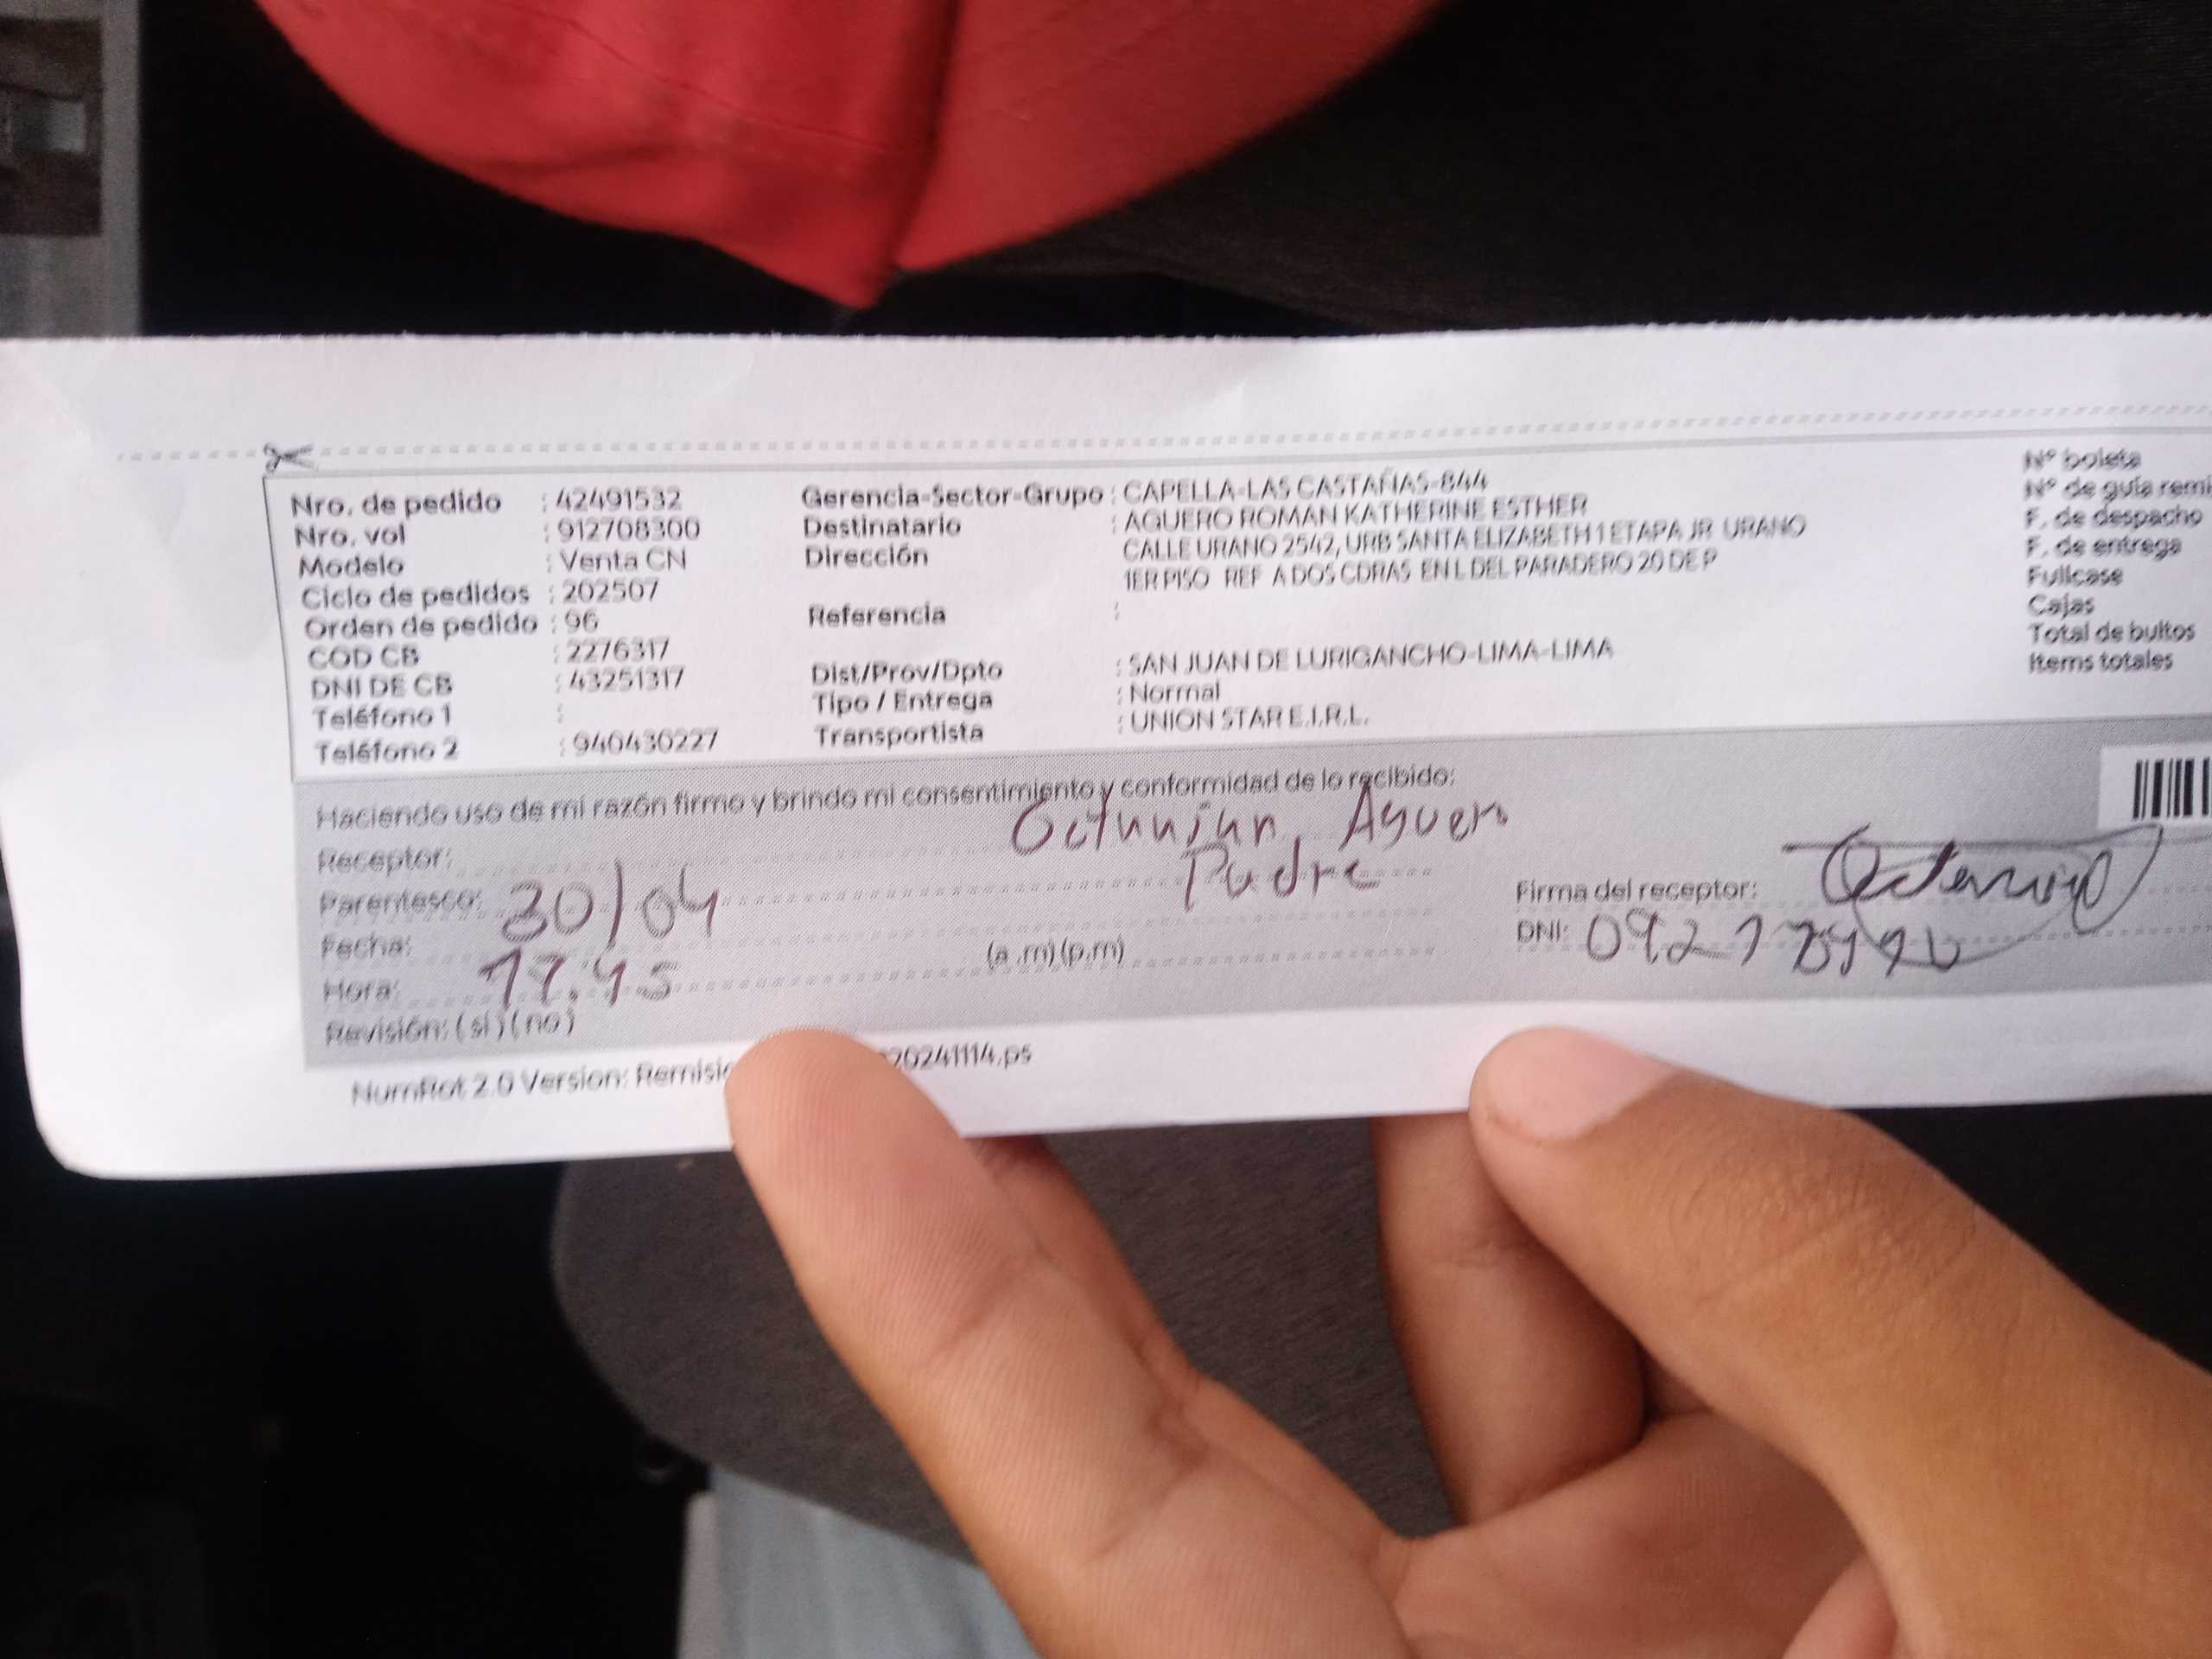 Nro. de pedido : 42491532
Nro. vol : 912708300
Modelo : Venta CN
Ciclo de pedidos : 202507
Orden de pedido : 96
COD CB : 2276317
DNI DE CB : 43251317
Teléfono 1 :
Teléfono 2 : 940430227
Gerencia-Sector-Grupo : CAPELLA-LAS CASTAÑAS-844
Destinatario : AGUERO ROMAN KATHERINE ESTHER
Dirección CALLE URANO 2542, URB SANTA ELIZABETH 1 ETAPA JR URANO
1ER PISO REF A DOS CDRAS EN L DEL PARADERO 20 DE P
Referencia :
Dist/Prov/Dpto : SAN JUAN DE LURIGANCHO-LIMA-LIMA
Tipo / Entrega : Normal
Transportista : UNION STAR E.I.R.L.
Nº boleta
Nº de guía remi
F. de despacho
F. de entrega
Fullcase
Cajas
Total de bultos
Items totales
Haciendo uso de mi razón firmo y brindo mi consentimiento y conformidad de lo recibido:
Receptor: Aguero
Parentesco: Padre
Fecha: 30/04
Hora: 17:45 (a.m) (p.m)
Revisión: (si) (no)
Firma del receptor:
DNI:
NumRot 2.0 Version: Remisio 20241114.ps